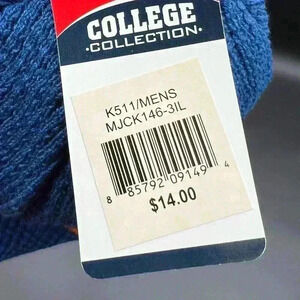 COLLEGE
·COLLECTION·
K511/MENS
MJCK146-3IL
8 85792 09149 4
$14.00